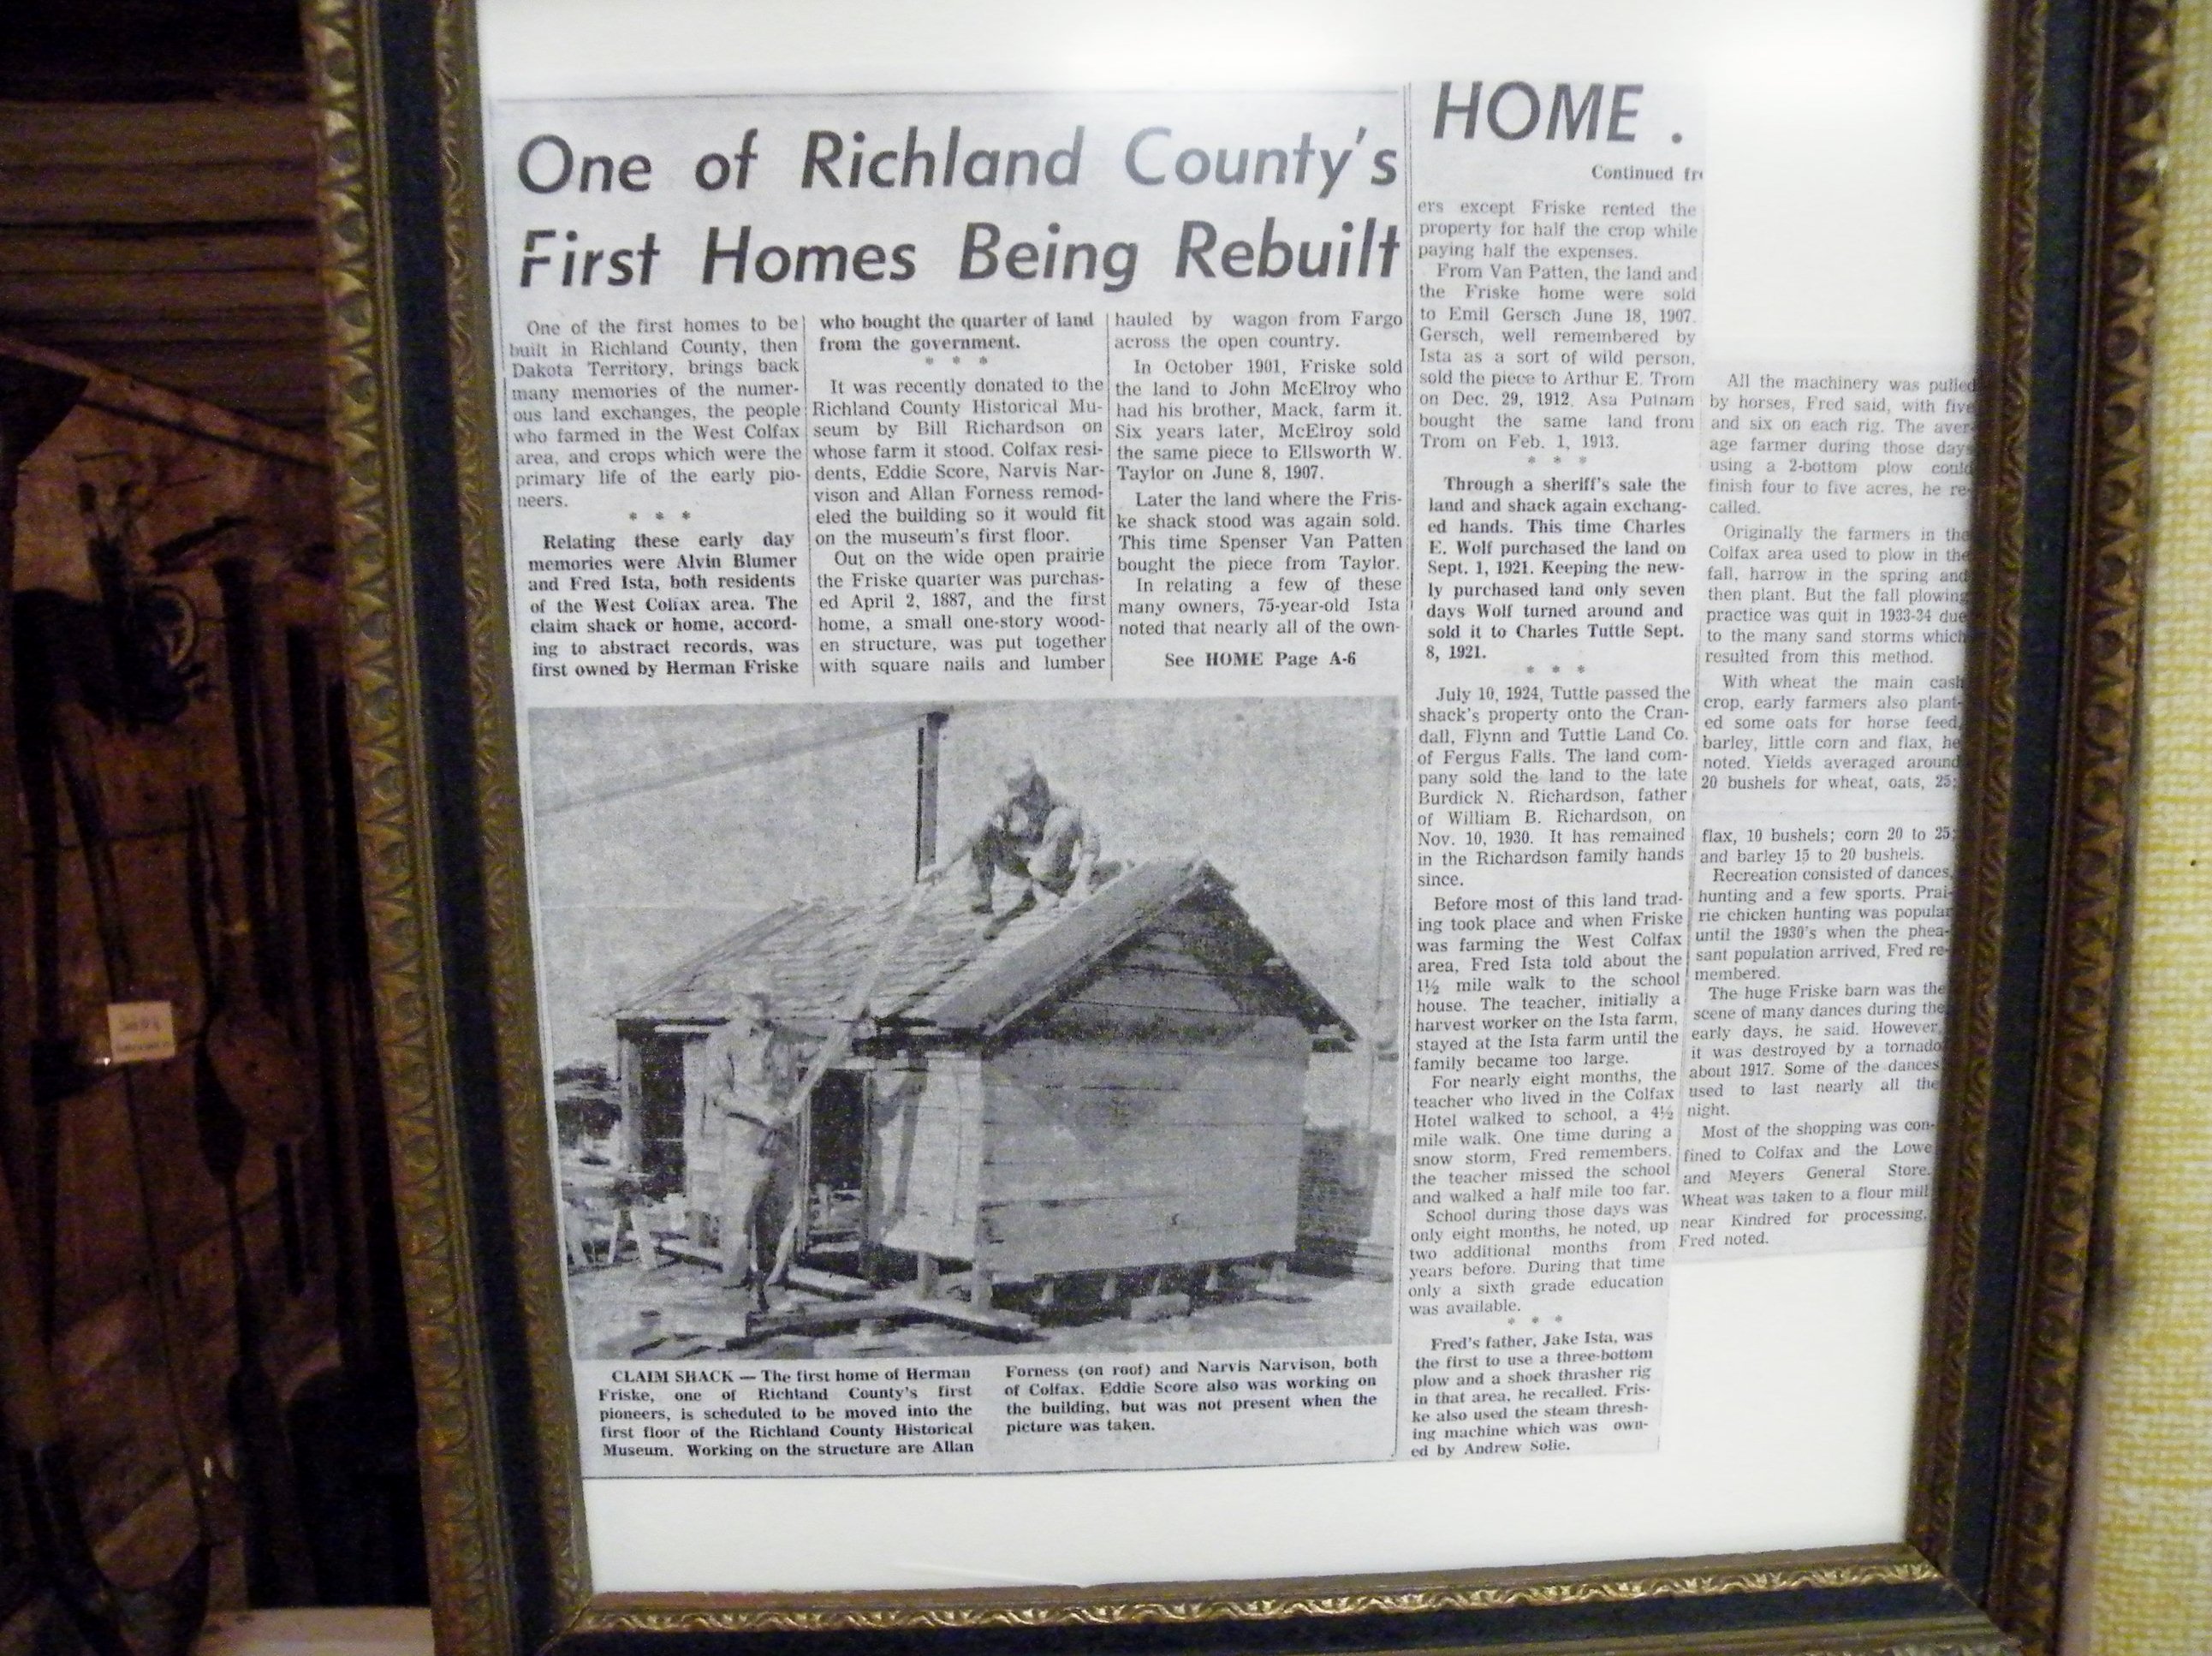 One of Richland County's
First Homes Being Rebuilt
One of the first homes to be
built in Richland County, then
Dakota Territory, brings back
many memories of the numer-
ous land exchanges, the people
who farmed in the West Colfax
area, and crops which were the
primary life of the early pio-
neers.
* * *
Relating these early day
memories were Alvin Blumer
and Fred Ista, both residents
of the West Colfax area. The
claim shack or home, accord-
ing to abstract records, was
first owned by Herman Friske
who bought the quarter of land
from the government.
* * *
It was recently donated to the
Richland County Historical Mu-
seum by Bill Richardson on
whose farm it stood. Colfax resi-
dents, Eddie Score, Narvis Nar-
vison and Allan Forness remod-
eled the building so it would fit
on the museum's first floor.
Out on the wide open prairie
the Friske quarter was purchas-
ed April 2, 1887, and the first
home, a small one-story wood-
en structure, was put together
with square nails and lumber
hauled by wagon from Fargo
across the open country.
In October 1901, Friske sold
the land to John McElroy who
had his brother, Mack, farm it.
Six years later, McElroy sold
the same piece to Ellsworth W.
Taylor on June 8, 1907.
Later the land where the Fris-
ke shack stood was again sold.
This time Spenser Van Patten
bought the piece from Taylor.
In relating a few of these
many owners, 75-year-old Ista
noted that nearly all of the own-
See HOME Page A-6
CLAIM SHACK — The first home of Herman
Friske, one of Richland County's first
pioneers, is scheduled to be moved into the
first floor of the Richland County Historical
Museum. Working on the structure are Allan
Forness (on roof) and Narvis Narvison, both
of Colfax. Eddie Score also was working on
the building, but was not present when the
picture was taken.
HOME .
Continued fr
ers except Friske rented the
property for half the crop while
paying half the expenses.
From Van Patten, the land and
the Friske home were sold
to Emil Gersch June 18, 1907.
Gersch, well remembered by
Ista as a sort of wild person,
sold the piece to Arthur E. Trom
on Dec. 29, 1912. Asa Putnam
bought the same land from
Trom on Feb. 1, 1913.
* * *
Through a sheriff's sale the
land and shack again exchang-
ed hands. This time Charles
E. Wolf purchased the land on
Sept. 1, 1921. Keeping the new-
ly purchased land only seven
days Wolf turned around and
sold it to Charles Tuttle Sept.
8, 1921.
* * *
July 10, 1924, Tuttle passed the
shack's property onto the Cran-
dall, Flynn and Tuttle Land Co.
of Fergus Falls. The land com-
pany sold the land to the late
Burdick N. Richardson, father
of William B. Richardson, on
Nov. 10, 1930. It has remained
in the Richardson family hands
since.
Before most of this land trad-
ing took place and when Friske
was farming the West Colfax
area, Fred Ista told about the
1½ mile walk to the school
house. The teacher, initially a
harvest worker on the Ista farm,
stayed at the Ista farm until the
family became too large.
For nearly eight months, the
teacher who lived in the Colfax
Hotel walked to school, a 4½
mile walk. One time during a
snow storm, Fred remembers,
the teacher missed the school
and walked a half mile too far.
School during those days was
only eight months, he noted, up
two additional months from
years before. During that time
only a sixth grade education
was available.
* * *
Fred's father, Jake Ista, was
the first to use a three-bottom
plow and a shock thrasher rig
in that area, he recalled. Fris-
ke also used the steam thresh-
ing machine which was own-
ed by Andrew Solie.
All the machinery was pulled
by horses, Fred said, with five
and six on each rig. The aver-
age farmer during those days
using a 2-bottom plow could
finish four to five acres, he re-
called.
Originally the farmers in the
Colfax area used to plow in the
fall, harrow in the spring and
then plant. But the fall plowing
practice was quit in 1933-34 due
to the many sand storms which
resulted from this method.
With wheat the main cash
crop, early farmers also plant-
ed some oats for horse feed,
barley, little corn and flax, he
noted. Yields averaged around
20 bushels for wheat, oats, 25;
flax, 10 bushels; corn 20 to 25;
and barley 15 to 20 bushels.
Recreation consisted of dances,
hunting and a few sports. Prai-
rie chicken hunting was popular
until the 1930's when the phea-
sant population arrived, Fred re-
membered.
The huge Friske barn was the
scene of many dances during the
early days, he said. However,
it was destroyed by a tornado
about 1917. Some of the dances
used to last nearly all the
night.
Most of the shopping was con-
fined to Colfax and the Lowe
and Meyers General Store.
Wheat was taken to a flour mill
near Kindred for processing,
Fred noted.